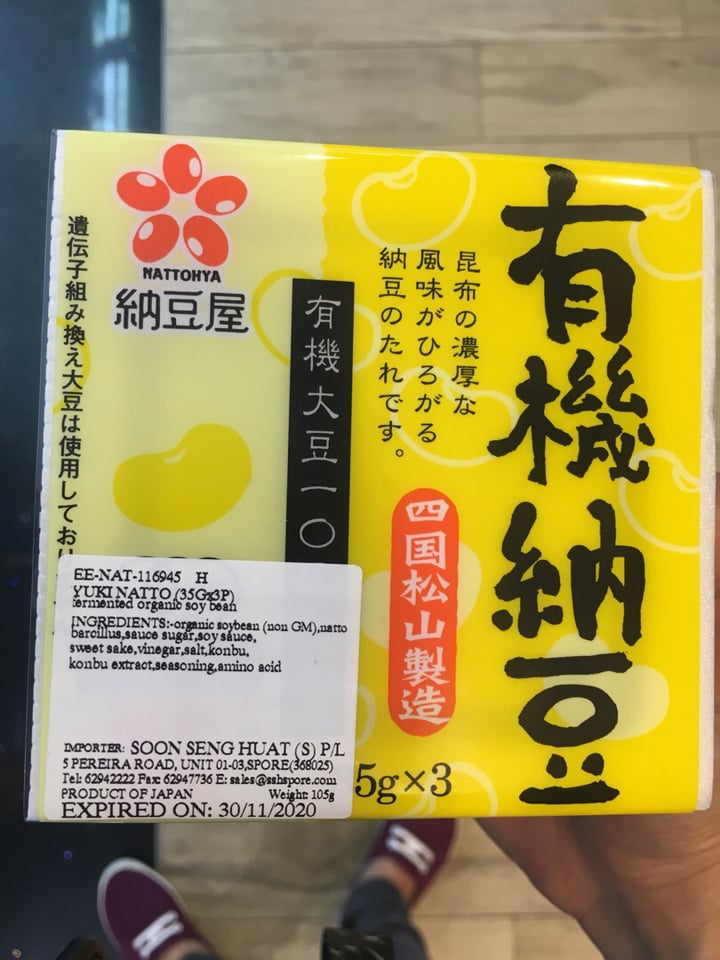 有機納豆
昆布の濃厚な
風味がひろがる
納豆のたれです。
四国松山製造
5g×3
有機大豆一〇
NATTOHYA
納豆屋
遺伝子組み換え大豆は使用しており
EE-NAT-116945 H
YUKI NATTO (35Gx3P)
fermented organic soy bean
INGREDIENTS:-organic soybean (non GM),natto
barcillus,sauce sugar,soy sauce,
sweet sake,vinegar,salt,konbu,
konbu extract,seasoning,amino acid
IMPORTER: SOON SENG HUAT (S) P/L
5 PEREIRA ROAD, UNIT 01-03,SPORE(368025)
Tel: 62942222 Fax: 62947736 E: sales@sshspore.com
PRODUCT OF JAPAN Weight: 105g
EXPIRED ON: 30/11/2020